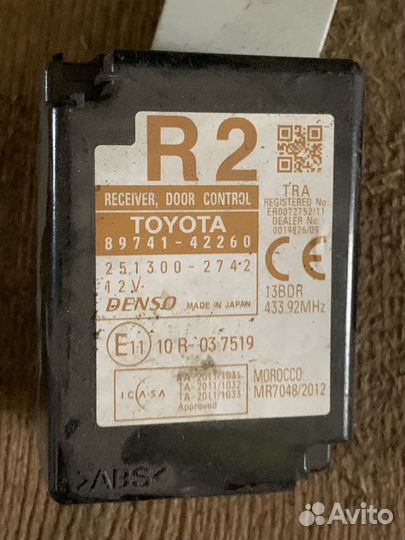 R2
RECEIVER, DOOR CONTROL
TOYOTA
89741-42260
251300-2742
12V
DENSO MADE IN JAPAN
TRA
REGISTERED No:
ER0072752/11
DEALER No:
0019826/09
CE
13BDR
433.92MHz
E11 10 R-037519
ICASA
TA-2011/1031
TA-2011/1032
TA-2011/1033
Approved
MOROCCO
MR7048/2012
>ABS<
Avito